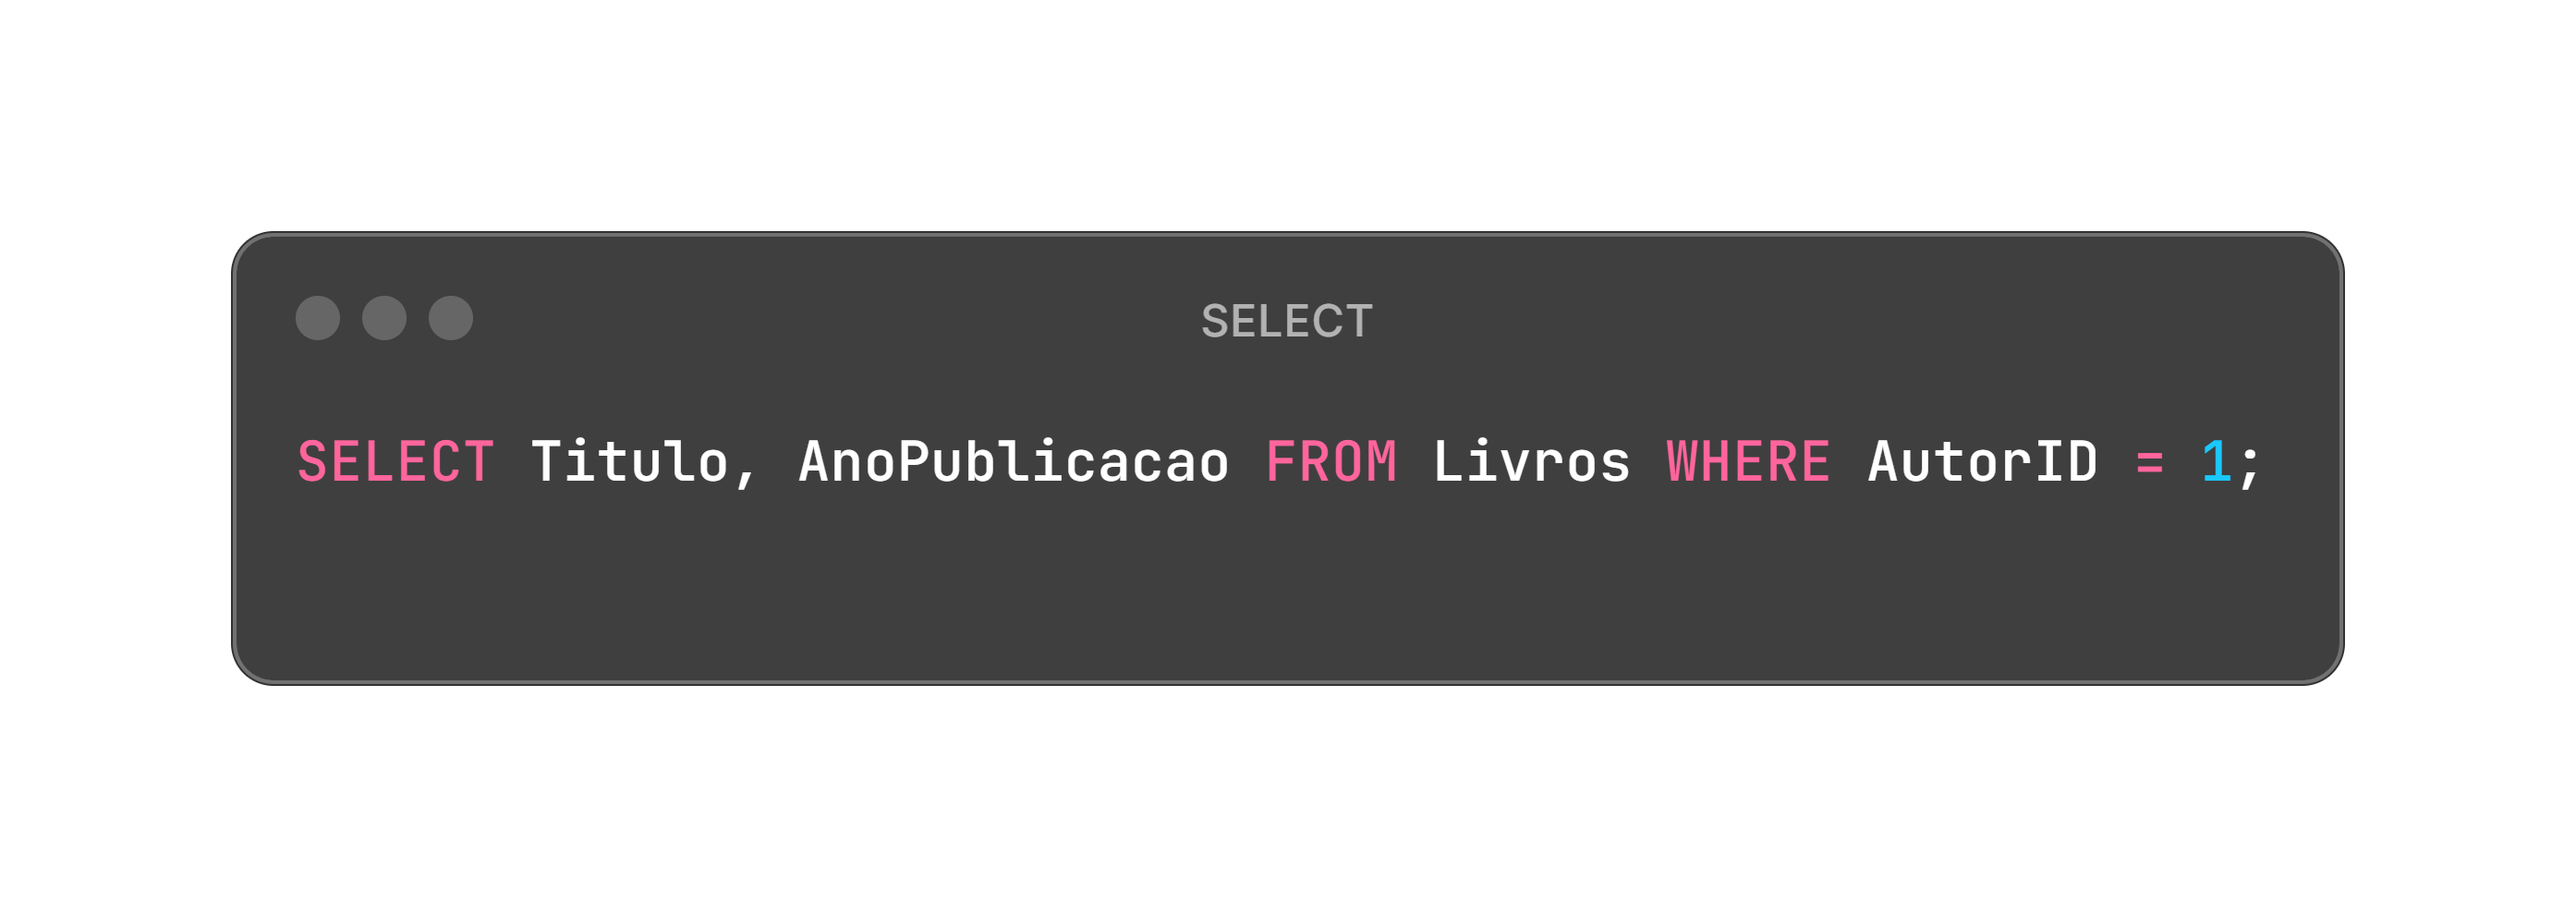 SELECT
SELECT Titulo, AnoPublicacao FROM Livros WHERE AutorID = 1;